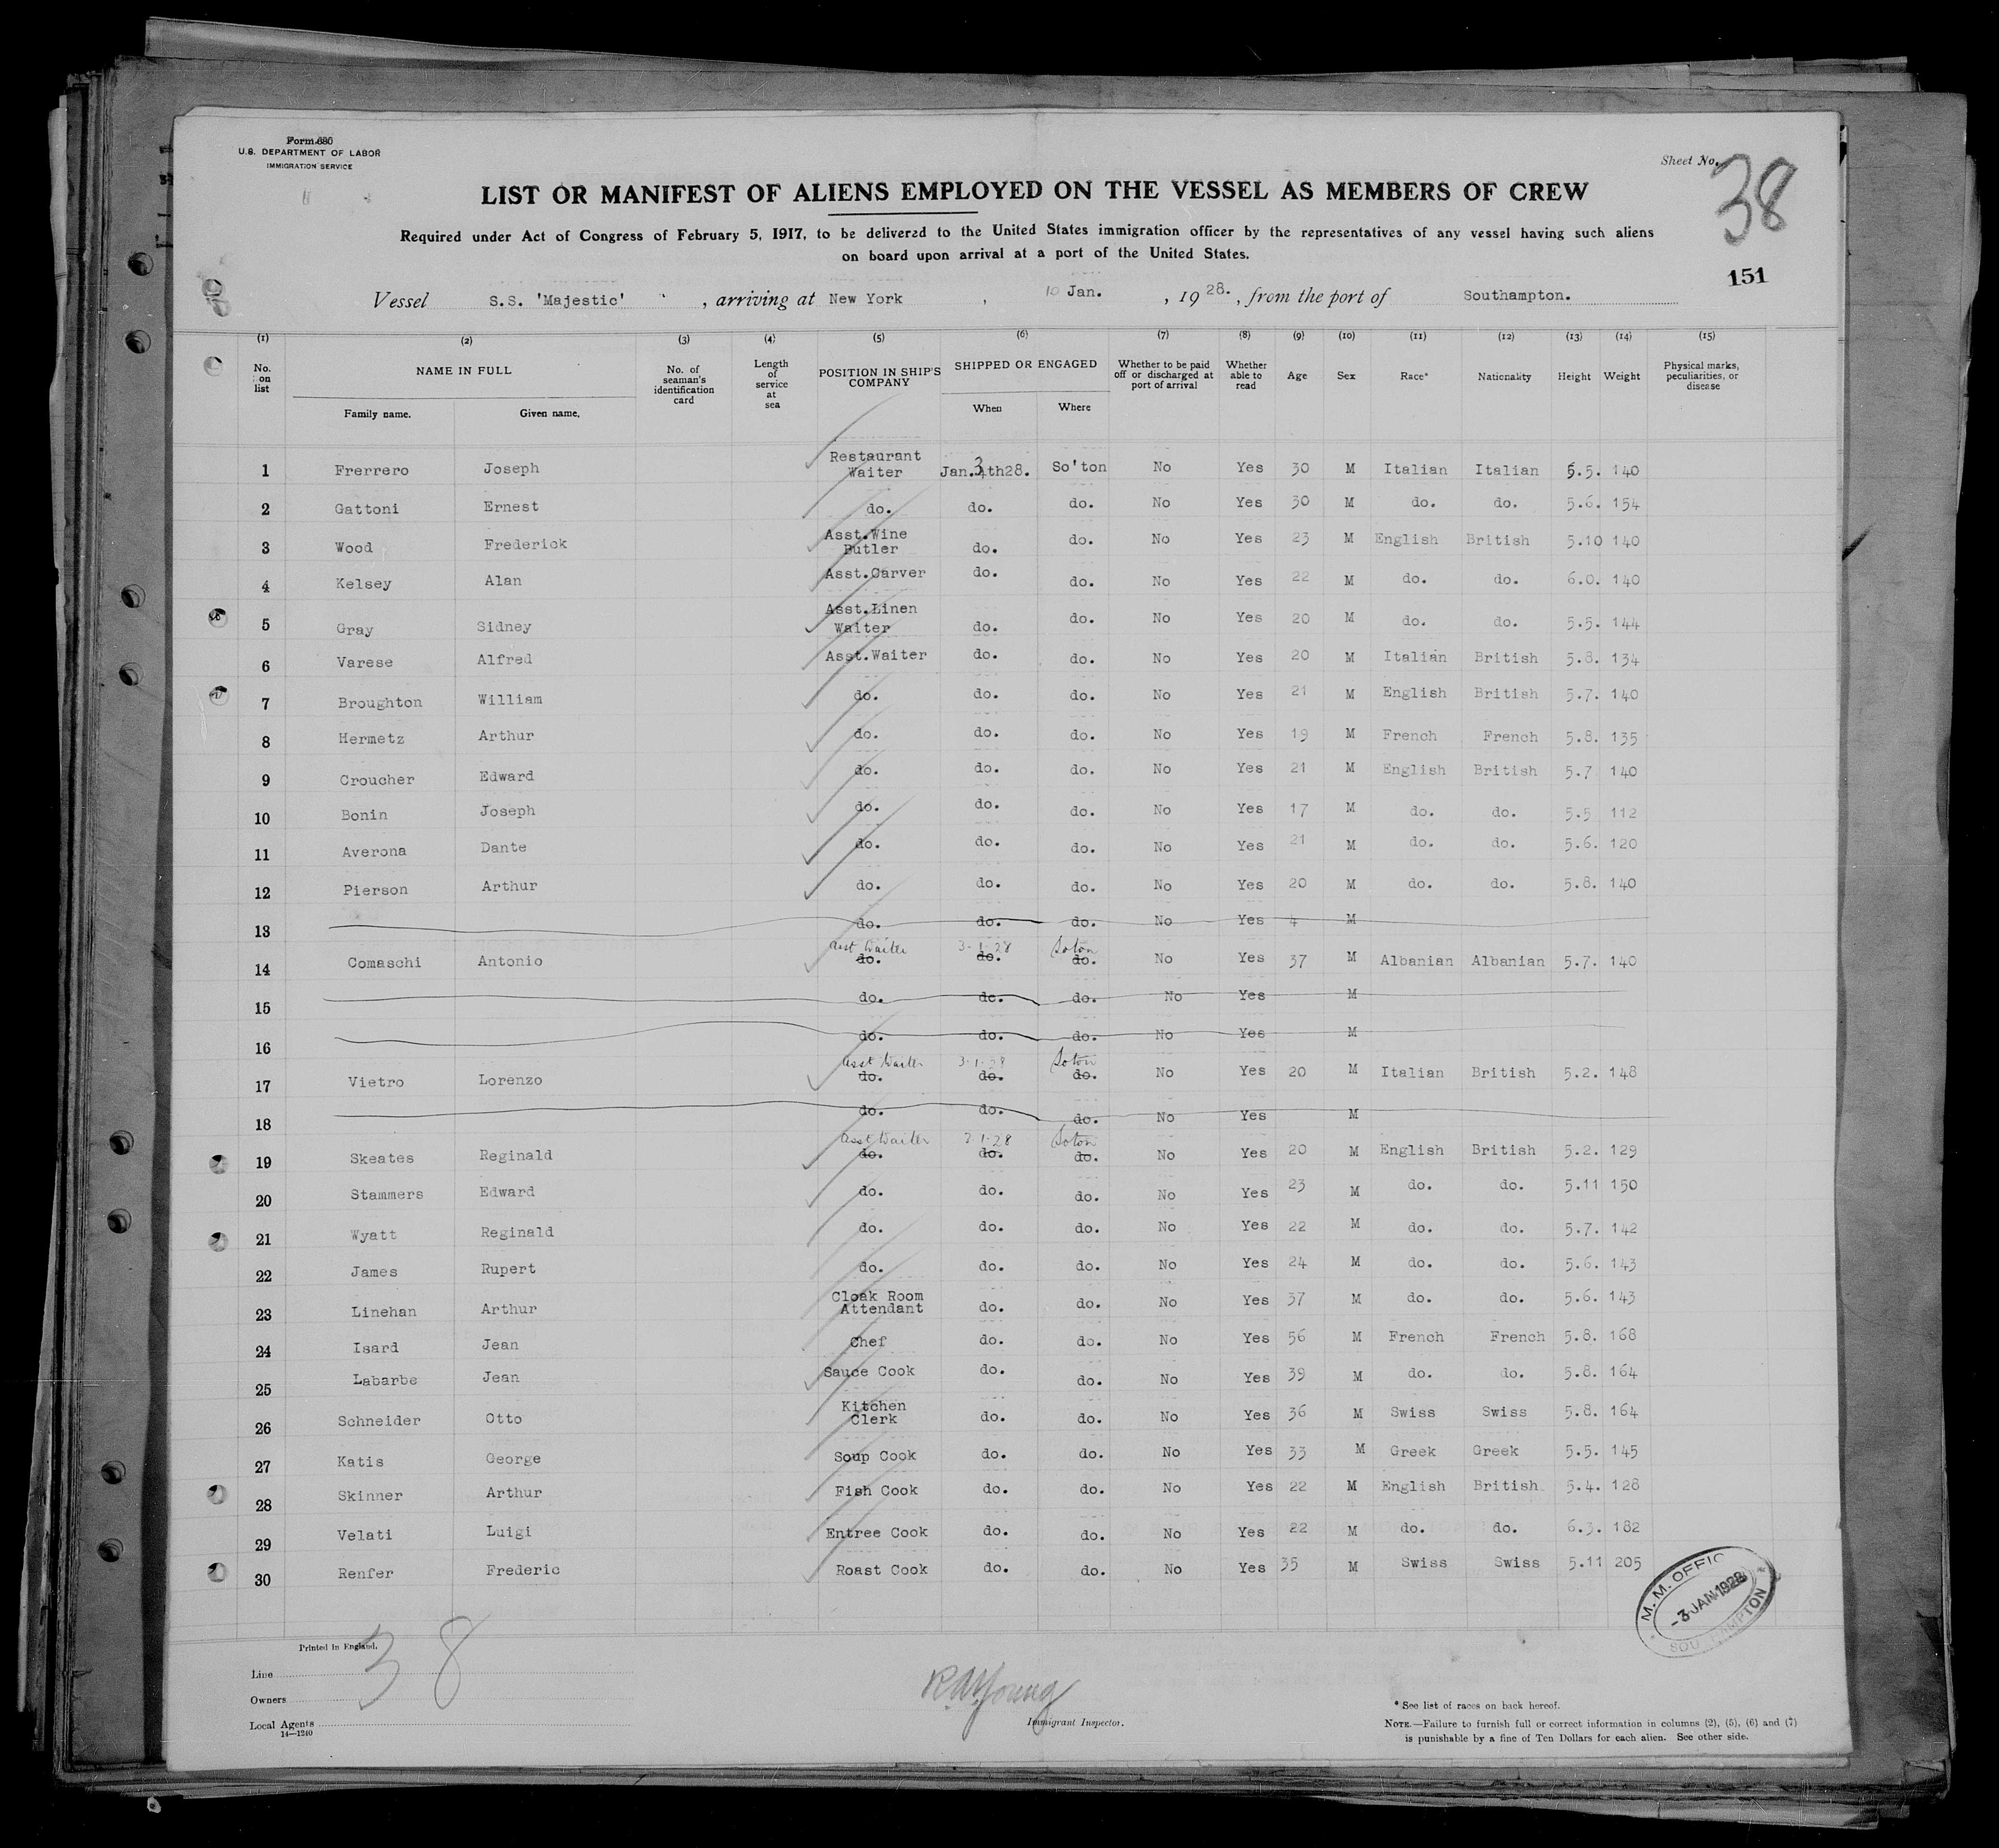 Form 680
U.S. DEPARTMENT OF LABOR
IMMIGRATION SERVICE
Sheet No. 38
LIST OR MANIFEST OF ALIENS EMPLOYED ON THE VESSEL AS MEMBERS OF CREW
Required under Act of Congress of February 5, 1917, to be delivered to the United States immigration officer by the representatives of any vessel having such aliens
on board upon arrival at a port of the United States.
151
Vessel S.S. 'Majestic' , arriving at New York , 10 Jan. , 19 28. , from the port of Southampton.
(1) (2) (3) (4) (5) (6) (7) (8) (9) (10) (11) (12) (13) (14) (15)
No. on list NAME IN FULL No. of seaman's identification card Length of service at sea POSITION IN SHIP'S COMPANY SHIPPED OR ENGAGED Whether to be paid off or discharged at port of arrival Whether able to read Age Sex Race* Nationality Height Weight Physical marks, peculiarities, or disease
Family name. Given name. When Where
1 Frerrero Joseph Restaurant Waiter Jan.3th28. So'ton No Yes 30 M Italian Italian 5.5. 140
2 Gattoni Ernest do. do. do. No Yes 30 M do. do. 5.6. 154
3 Wood Frederick Asst.Wine Butler do. do. No Yes 23 M English British 5.10 140
4 Kelsey Alan Asst.Carver do. do. No Yes 22 M do. do. 6.0. 140
5 Gray Sidney Asst.Linen Waiter do. do. No Yes 20 M do. do. 5.5. 144
6 Varese Alfred Asst.Waiter do. do. No Yes 20 M Italian British 5.8. 134
7 Broughton William do. do. do. No Yes 21 M English British 5.7. 140
8 Hermetz Arthur do. do. do. No Yes 19 M French French 5.8. 135
9 Croucher Edward do. do. do. No Yes 21 M English British 5.7 140
10 Bonin Joseph do. do. do. No Yes 17 M do. do. 5.5 112
11 Averona Dante do. do. do. No Yes 21 M do. do. 5.6. 120
12 Pierson Arthur do. do. do. No Yes 20 M do. do. 5.8. 140
13 do. do. do. No Yes 4 M
14 Comaschi Antonio Asst Waiter do. 3-1-28 do. Soton do. No Yes 37 M Albanian Albanian 5.7. 140
15 do. do. do. No Yes M
16 do. do. do. No Yes M
17 Vietro Lorenzo Asst Waiter do. 3-1-28 do. Soton do. No Yes 20 M Italian British 5.2. 148
18 do. do. do. No Yes M
19 Skeates Reginald Asst Waiter do. 3-1-28 do. Soton do. No Yes 20 M English British 5.2. 129
20 Stammers Edward do. do. do. No Yes 23 M do. do. 5.11 150
21 Wyatt Reginald do. do. do. No Yes 22 M do. do. 5.7. 142
22 James Rupert do. do. do. No Yes 24 M do. do. 5.6. 143
23 Linehan Arthur Cloak Room Attendant do. do. No Yes 37 M do. do. 5.6. 143
24 Isard Jean Chef do. do. No Yes 56 M French French 5.8. 168
25 Labarbe Jean Sauce Cook do. do. No Yes 39 M do. do. 5.8. 164
26 Schneider Otto Kitchen Clerk do. do. No Yes 36 M Swiss Swiss 5.8. 164
27 Katis George Soup Cook do. do. No Yes 33 M Greek Greek 5.5. 145
28 Skinner Arthur Fish Cook do. do. No Yes 22 M English British 5.4. 128
29 Velati Luigi Entree Cook do. do. No Yes 22 M do. do. 6.3. 182
30 Renfer Frederic Roast Cook do. do. No Yes 35 M Swiss Swiss 5.11 205
M. M. OFFIC
-3 JAN 1928
SOUTHAMPTON
Printed in England.
38
Line
Owners
Local Agents
14—1240
R.A.Young
Immigrant Inspector.
* See list of races on back hereof.
NOTE.—Failure to furnish full or correct information in columns (2), (5), (6) and (7)
is punishable by a fine of Ten Dollars for each alien. See other side.